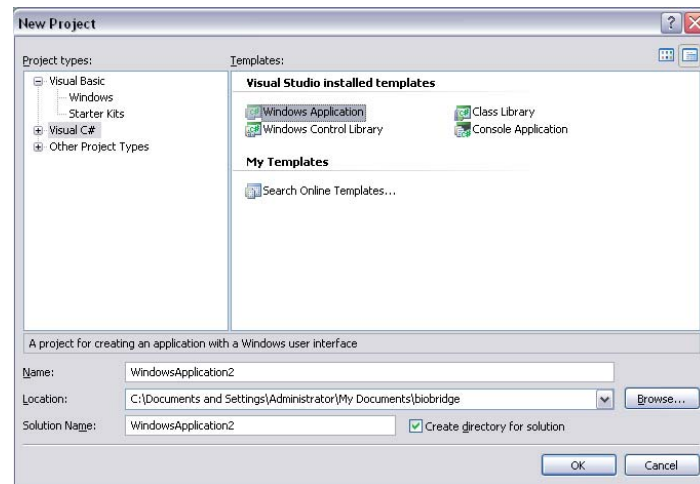 New Project
Project types:
Templates:
Visual Basic
Windows
Starter Kits
Visual C#
Other Project Types
Visual Studio installed templates
Windows Application
Class Library
Windows Control Library
Console Application
My Templates
Search Online Templates...
A project for creating an application with a Windows user interface
Name:
WindowsApplication2
Location:
C:\Documents and Settings\Administrator\My Documents\biobridge
Browse...
Solution Name:
WindowsApplication2
Create directory for solution
OK
Cancel